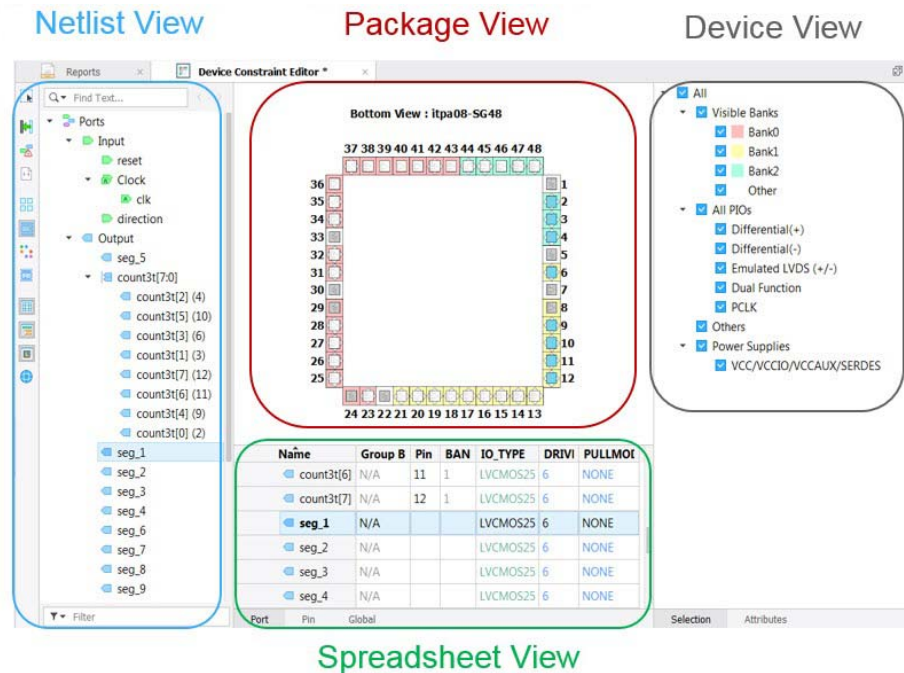 Netlist View
Package View
Device View
Reports
Device Constraint Editor *
Find Text...
Ports
Input
reset
Clock
clk
direction
Output
seg_5
count3t[7:0]
count3t[2] (4)
count3t[5] (10)
count3t[3] (6)
count3t[1] (3)
count3t[7] (12)
count3t[6] (11)
count3t[4] (9)
count3t[0] (2)
seg_1
seg_2
seg_3
seg_4
seg_6
seg_7
seg_8
seg_9
Filter
Bottom View : itpa08-SG48
37 38 39 40 41 42 43 44 45 46 47 48
36 1
35 2
34 3
33 4
32 5
31 6
30 7
29 8
28 9
27 10
26 11
25 12
24 23 22 21 20 19 18 17 16 15 14 13
Name Group B Pin BAN IO_TYPE DRIVI PULLMOD
count3t[6] N/A 11 1 LVCMOS25 6 NONE
count3t[7] N/A 12 1 LVCMOS25 6 NONE
seg_1 N/A LVCMOS25 6 NONE
seg_2 N/A LVCMOS25 6 NONE
seg_3 N/A LVCMOS25 6 NONE
seg_4 N/A LVCMOS25 6 NONE
Port Pin Global
All
Visible Banks
Bank0
Bank1
Bank2
Other
All PIOs
Differential(+)
Differential(-)
Emulated LVDS (+/-)
Dual Function
PCLK
Others
Power Supplies
VCC/VCCIO/VCCAUX/SERDES
Selection Attributes
Spreadsheet View